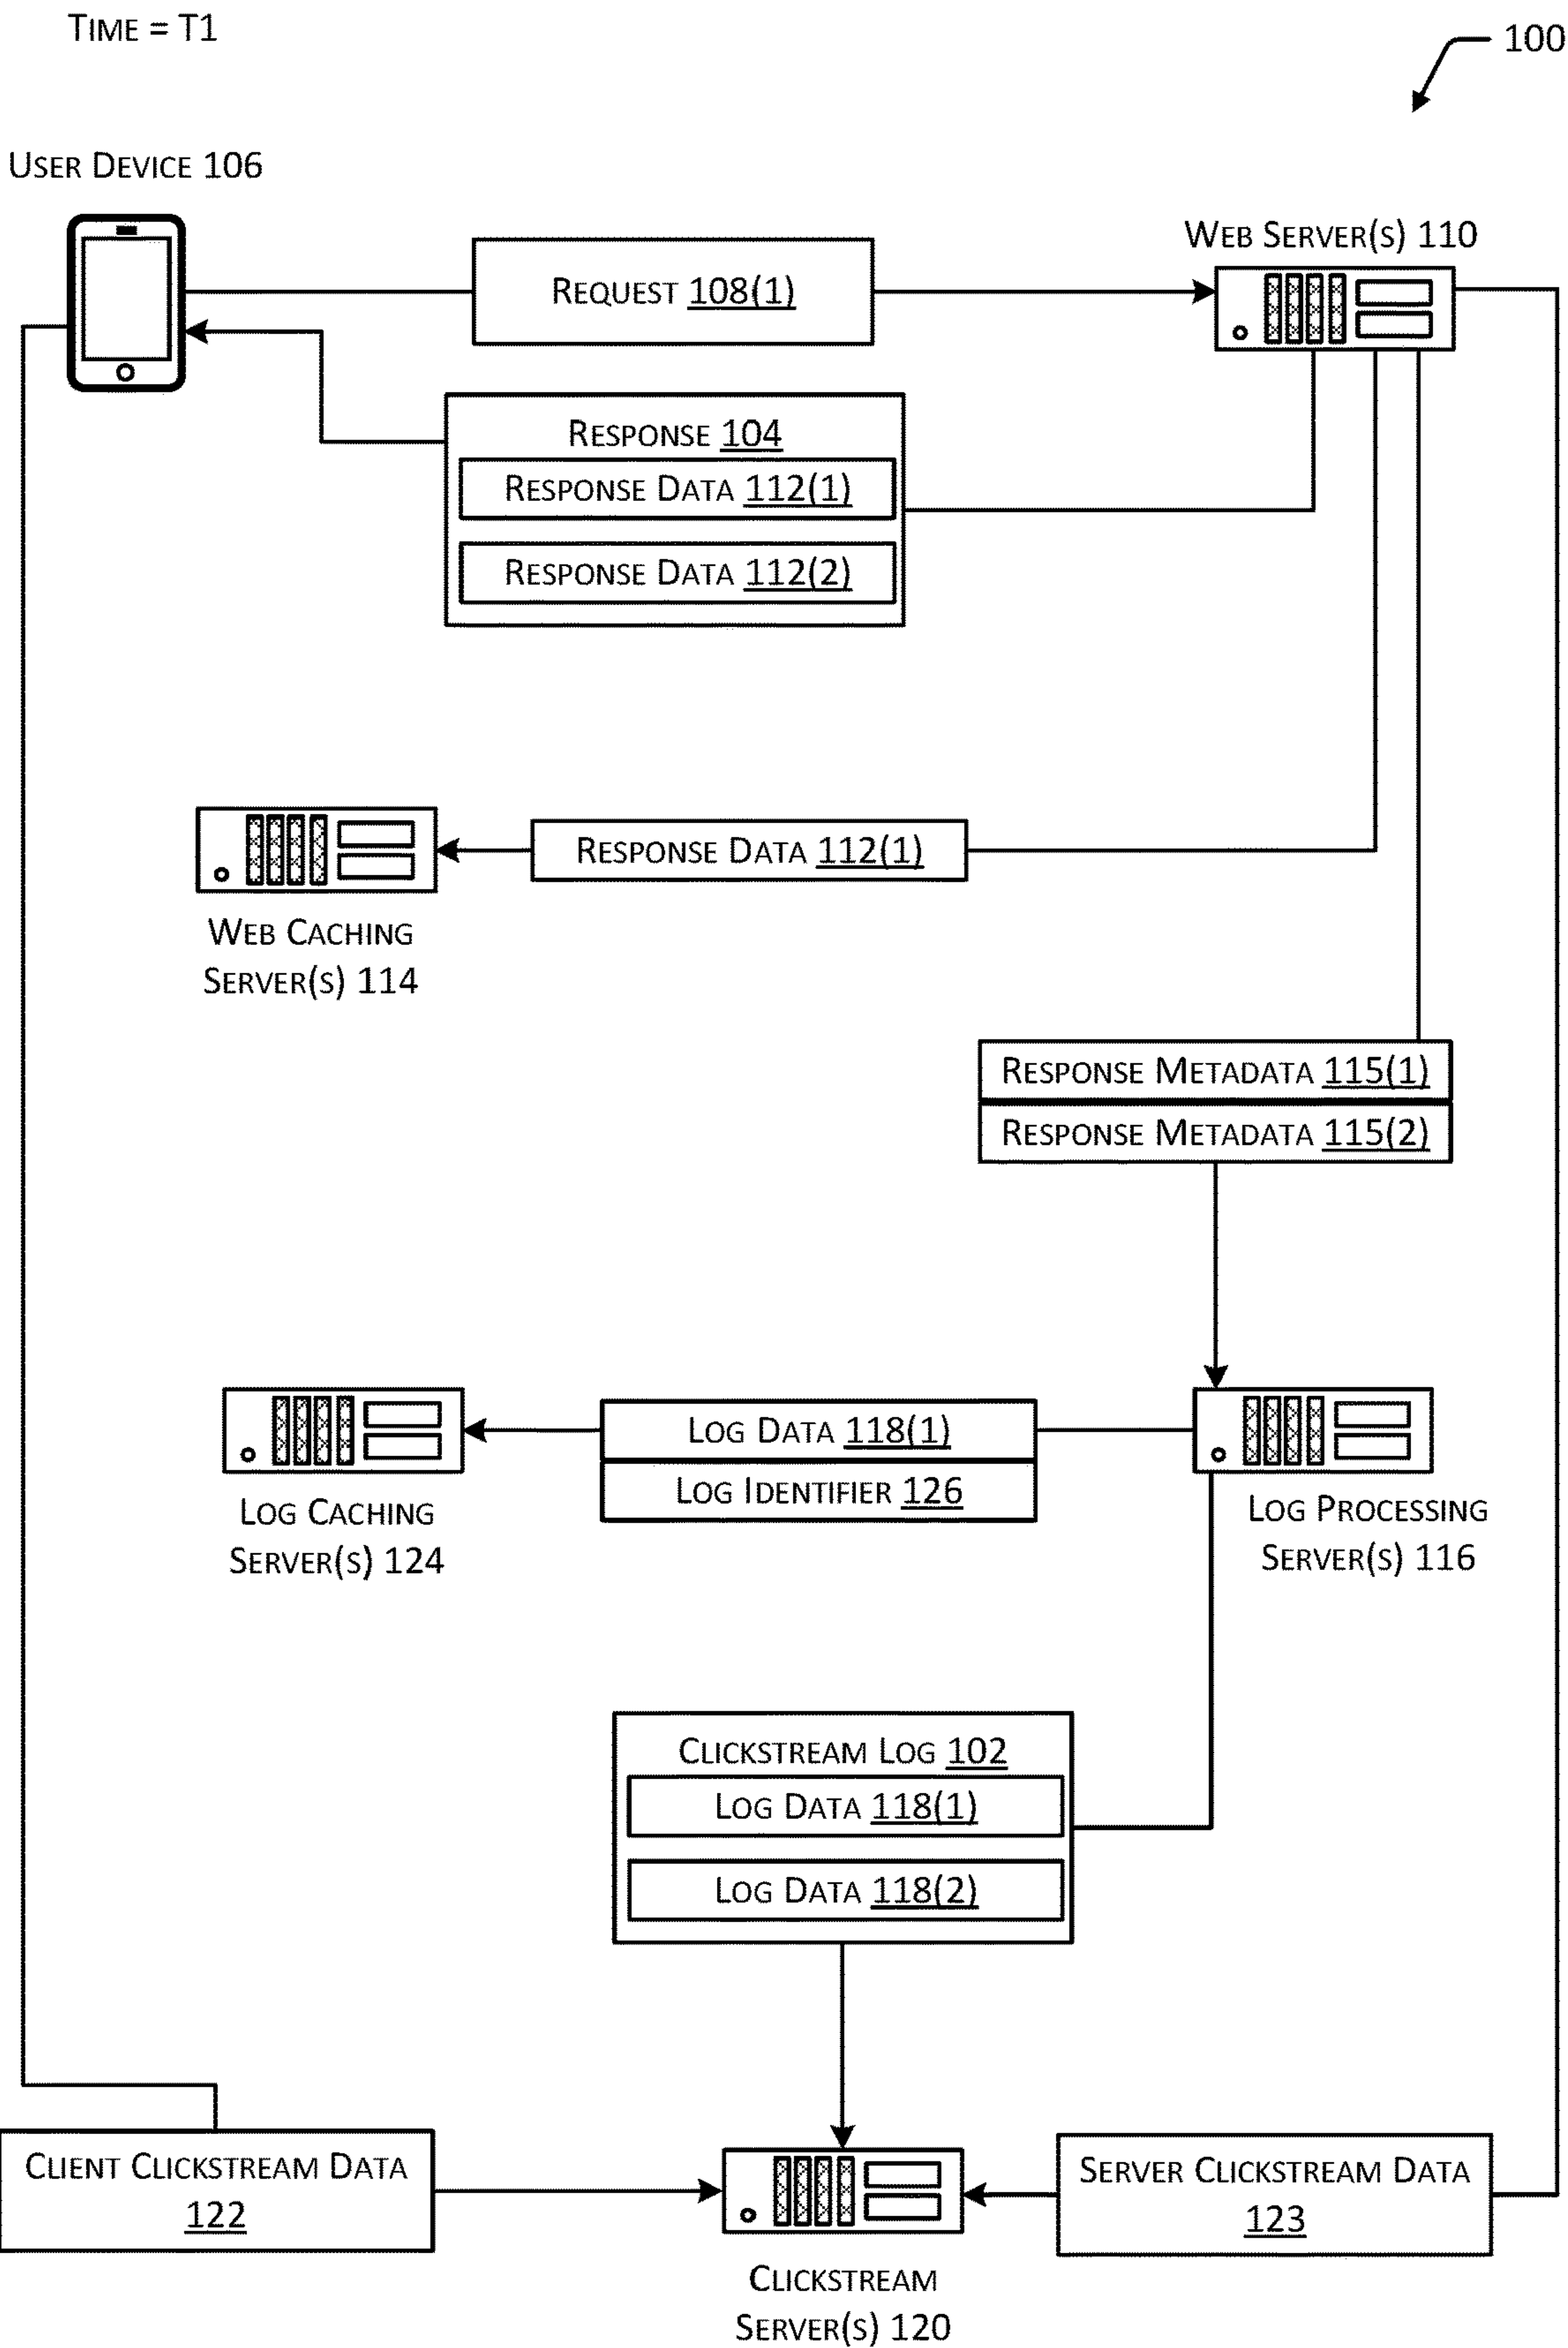 TIME = T1
100
USER DEVICE 106
WEB SERVER(S) 110
REQUEST 108(1)
RESPONSE 104
RESPONSE DATA 112(1)
RESPONSE DATA 112(2)
RESPONSE DATA 112(1)
WEB CACHING
SERVER(S) 114
RESPONSE METADATA 115(1)
RESPONSE METADATA 115(2)
LOG DATA 118(1)
LOG IDENTIFIER 126
LOG CACHING
SERVER(S) 124
LOG PROCESSING
SERVER(S) 116
CLICKSTREAM LOG 102
LOG DATA 118(1)
LOG DATA 118(2)
CLIENT CLICKSTREAM DATA
122
SERVER CLICKSTREAM DATA
123
CLICKSTREAM
SERVER(S) 120